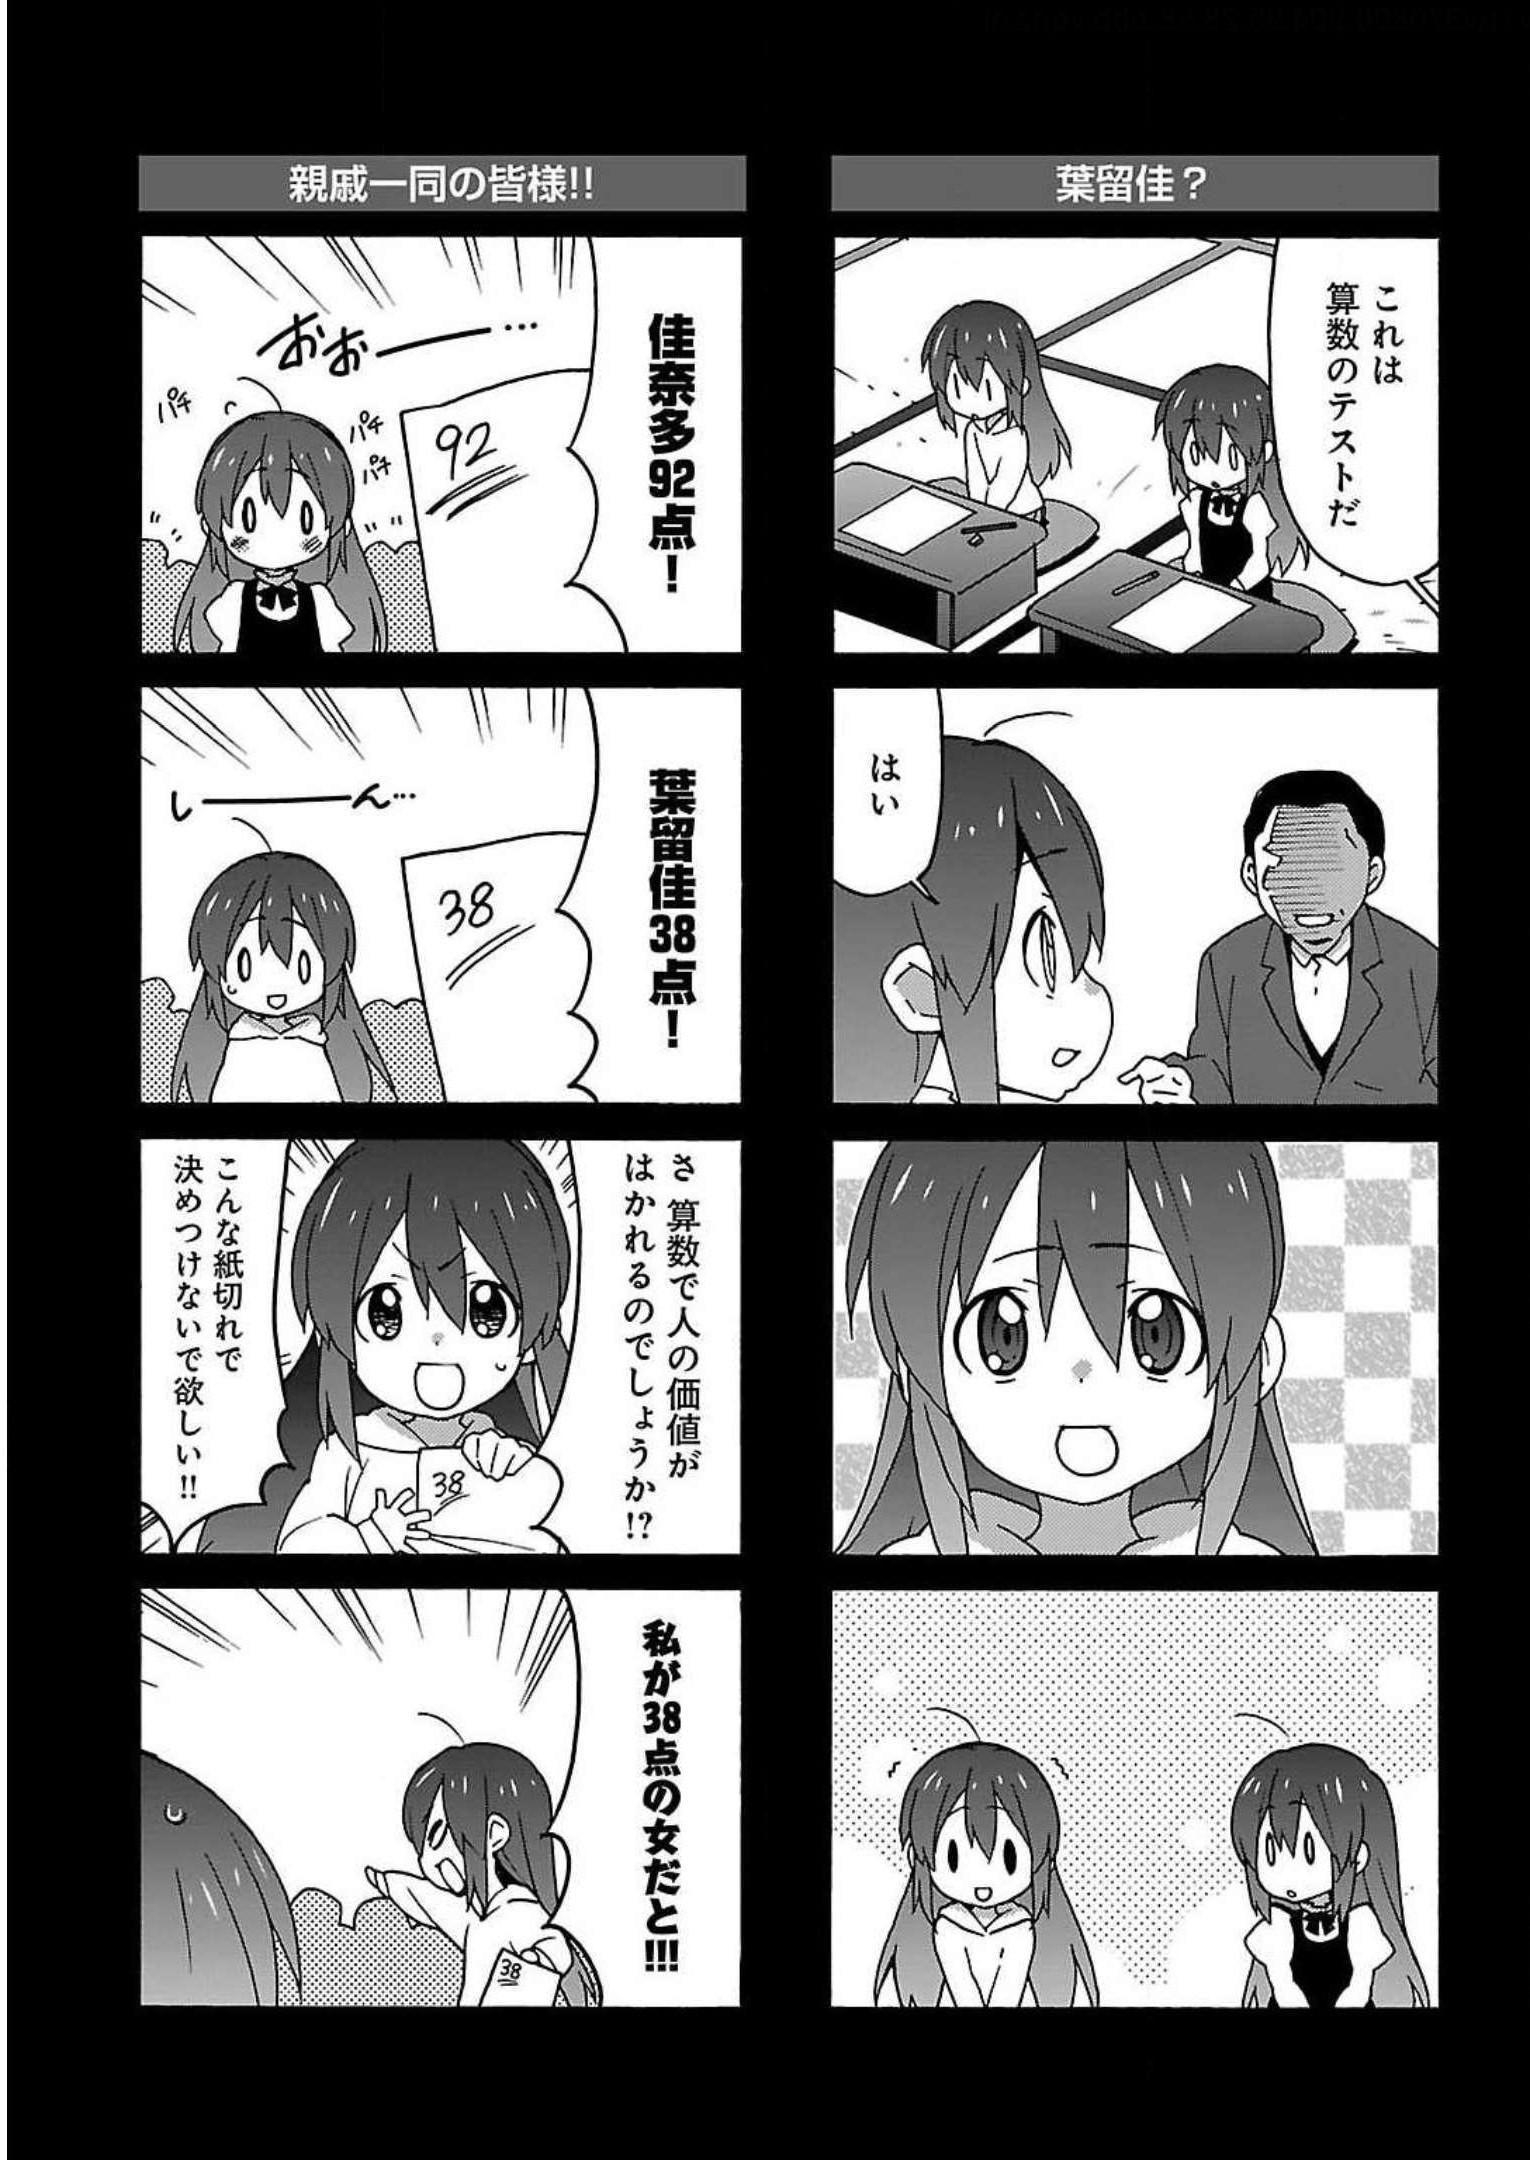 葉留佳？
これは
算数のテストだ
はい
親戚一同の皆様!!
佳奈多92点！
おおー…
パチ
パチ
パチ
92
葉留佳38点！
しーん…
38
さ 算数で人の価値が
はかれるのでしょうか!?
こんな紙切れで
決めつけないで欲しい!!
38
私が38点の女だと!!!
38